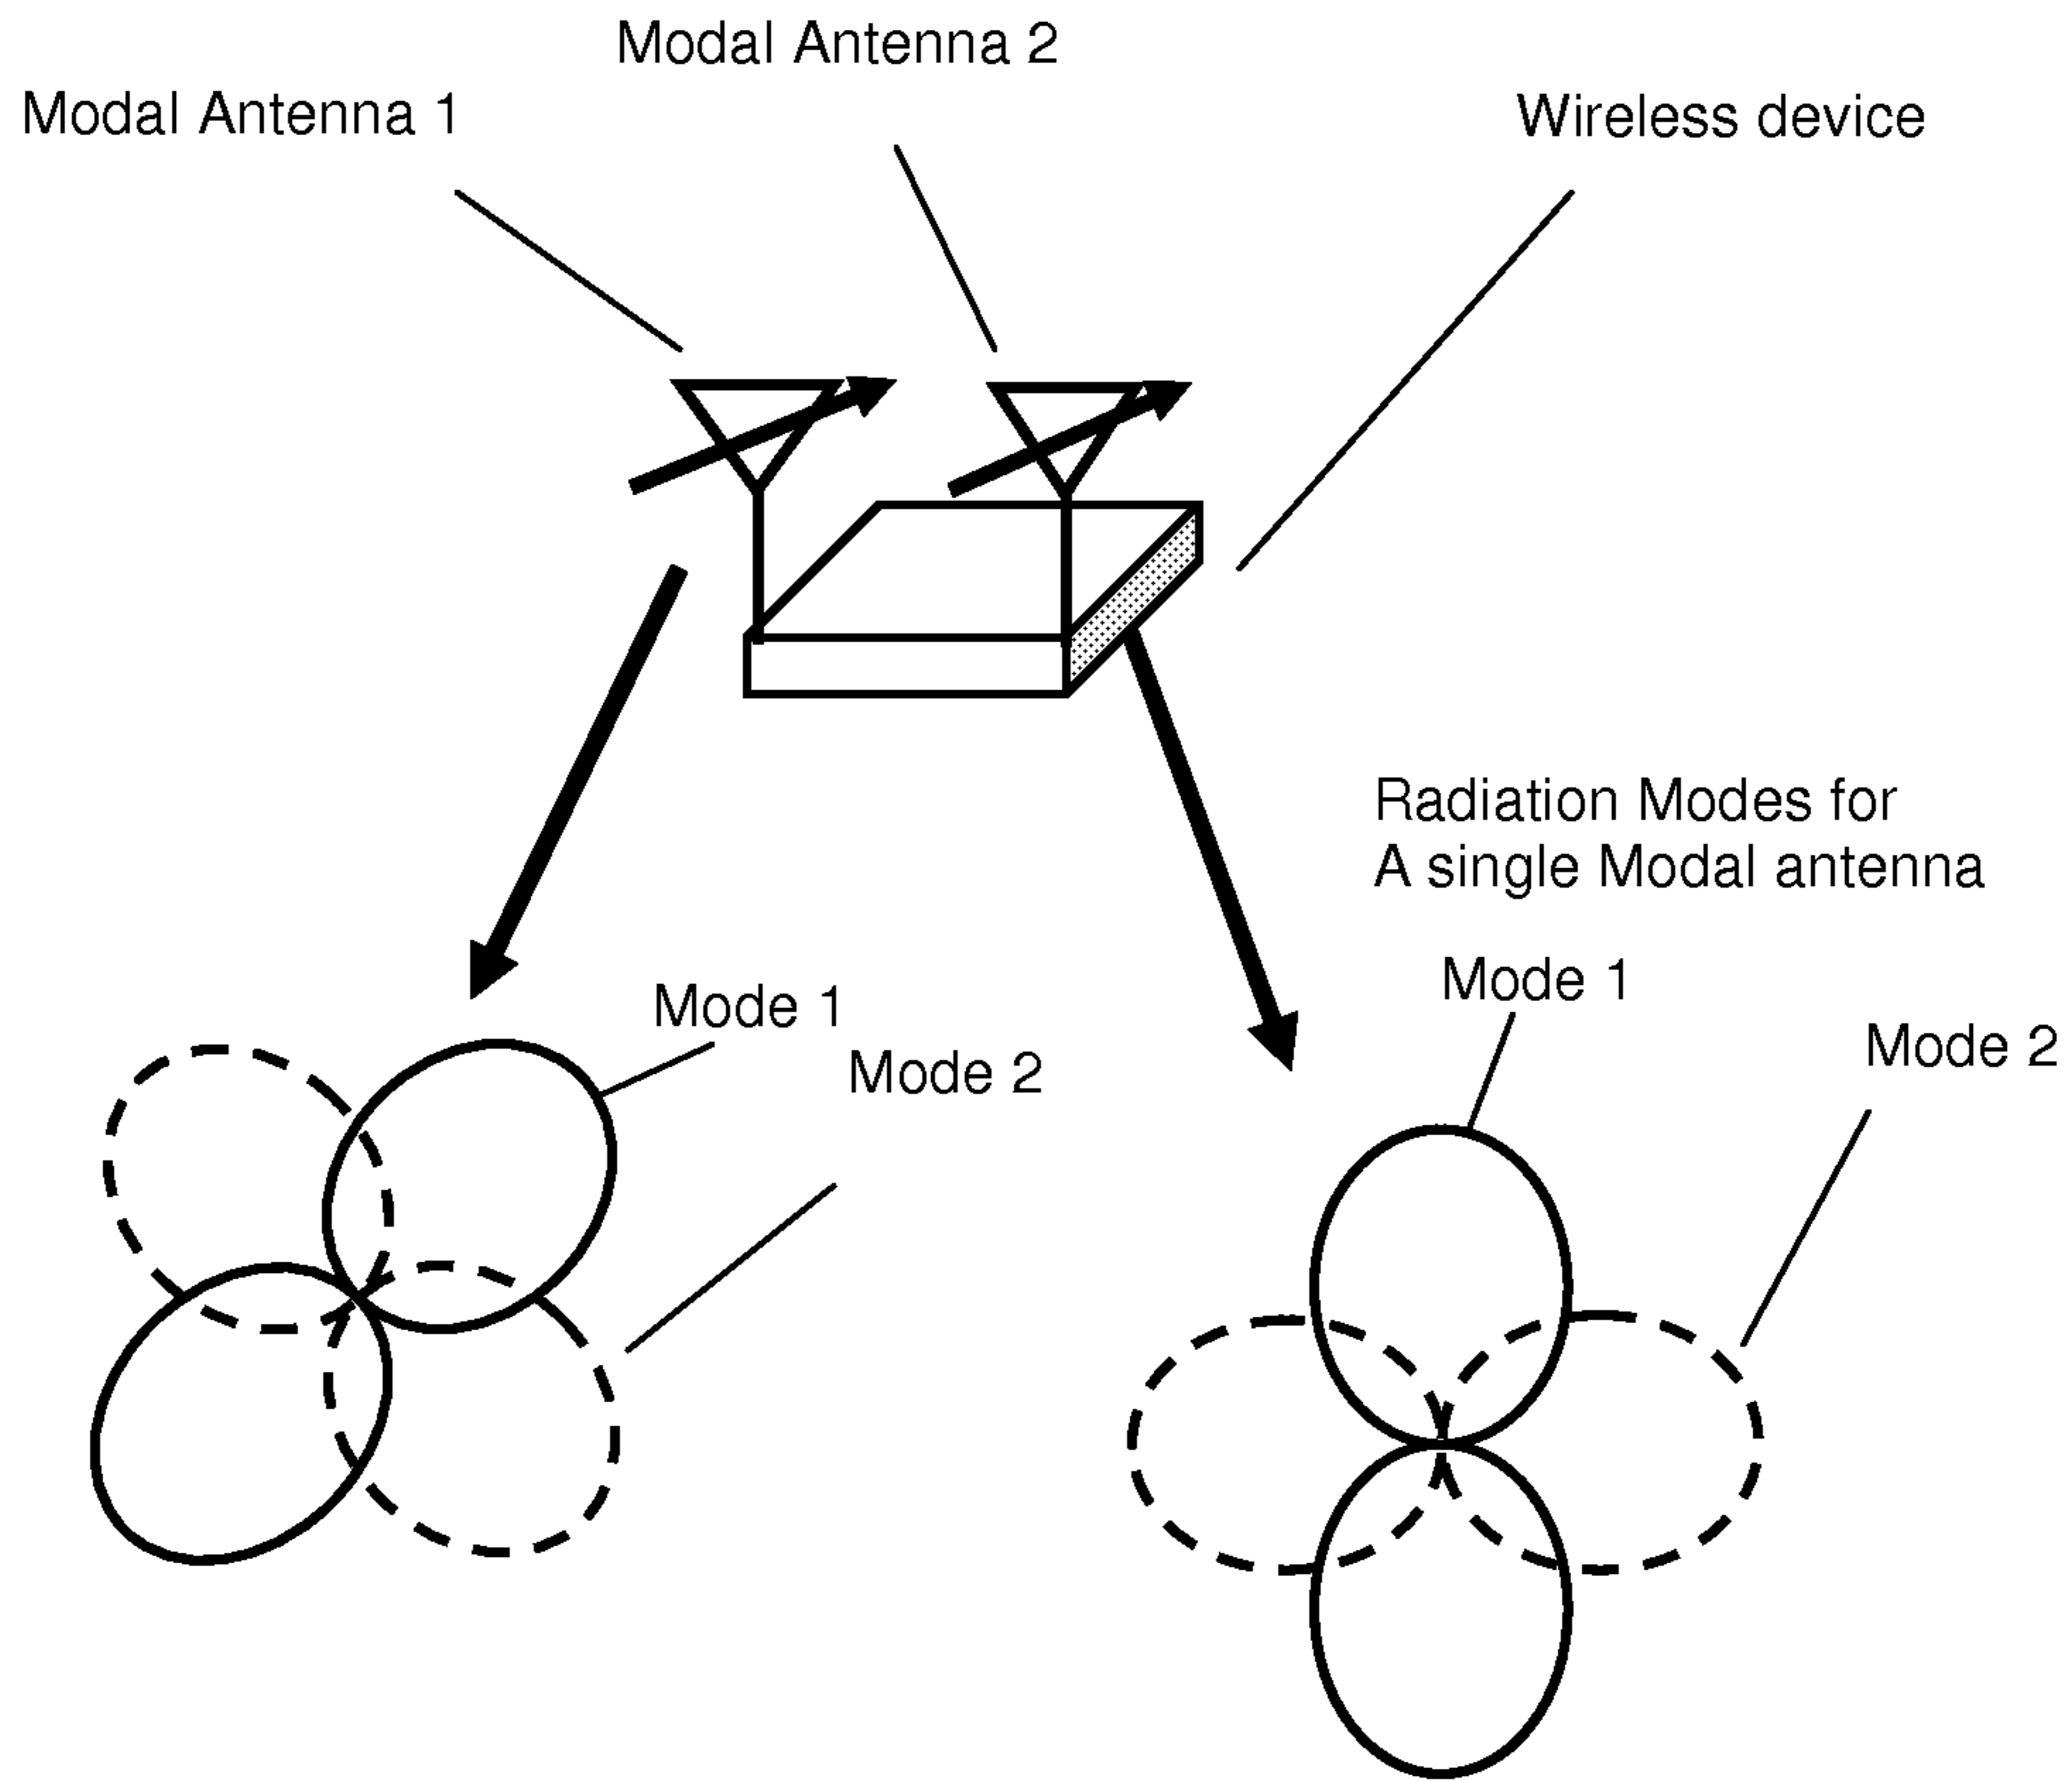 Modal Antenna 2
Modal Antenna 1
Wireless device
Radiation Modes for
A single Modal antenna
Mode 1
Mode 2
Mode 1
Mode 2